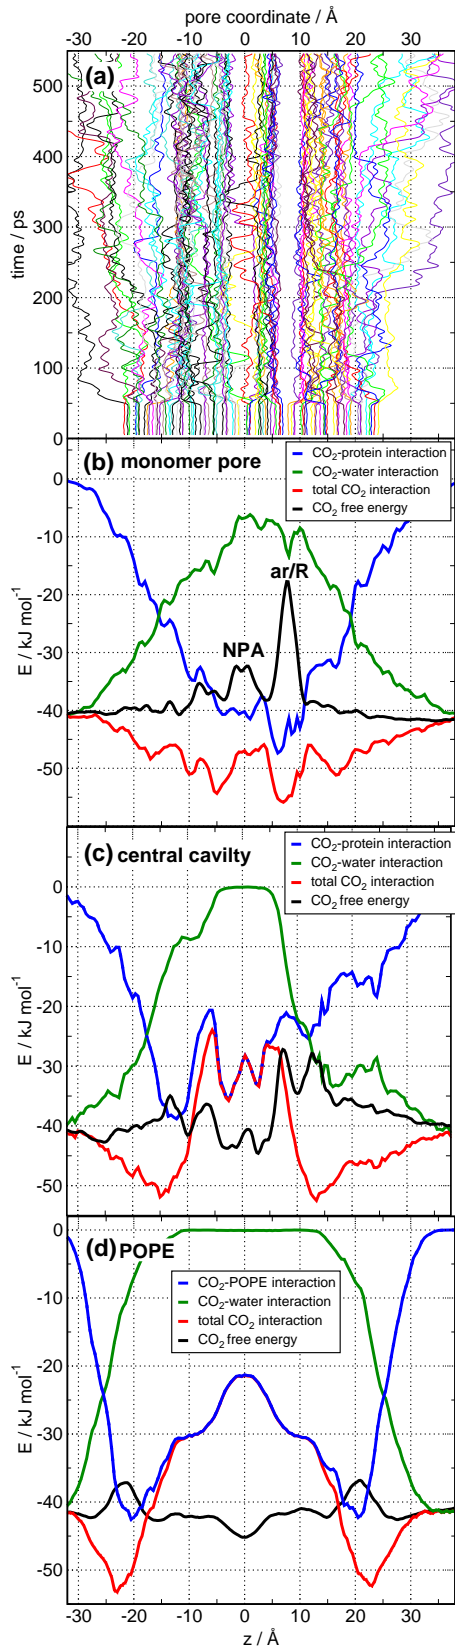 pore coordinate / Å
-30 -20 -10 0 10 20 30
(a)
time / ps
500
400
300
200
100
0
(b) monomer pore
CO2-protein interaction
CO2-water interaction
total CO2 interaction
CO2 free energy
E / kJ mol-1
0
-10
-20
-30
-40
-50
ar/R
NPA
(c) central cavilty
CO2-protein interaction
CO2-water interaction
total CO2 interaction
CO2 free energy
E / kJ mol-1
0
-10
-20
-30
-40
-50
(d) POPE
CO2-POPE interaction
CO2-water interaction
total CO2 interaction
CO2 free energy
E / kJ mol-1
0
-10
-20
-30
-40
-50
-30 -20 -10 0 10 20 30
z / Å